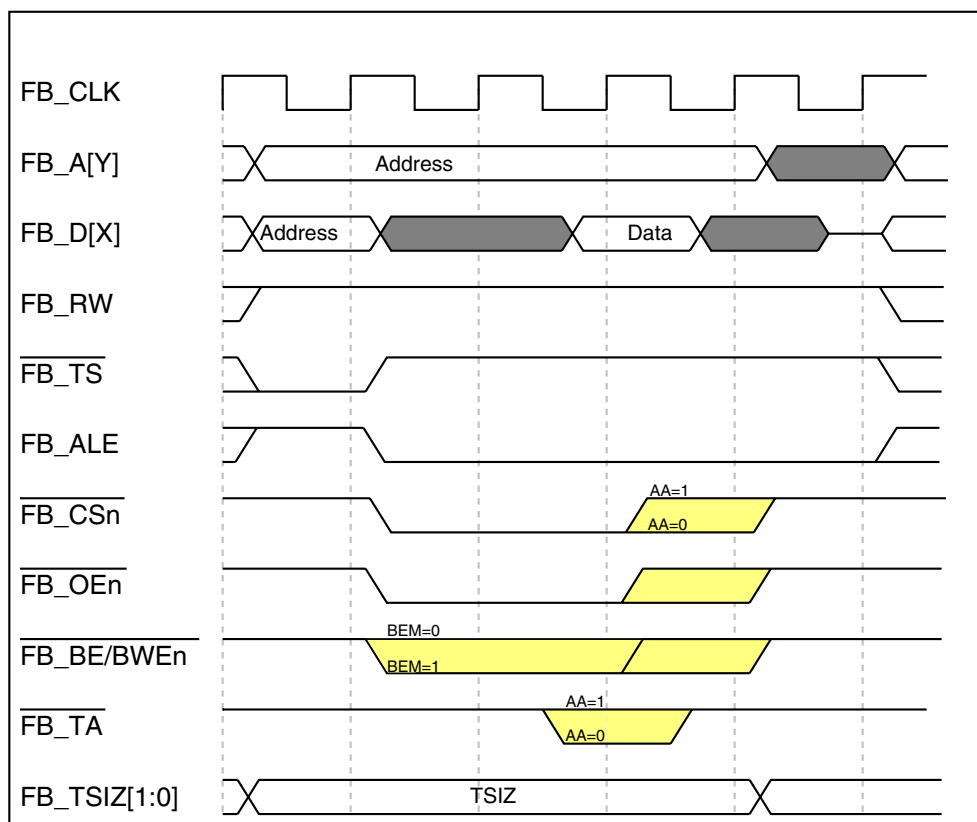 FB_CLK
FB_A[Y]
Address
FB_D[X]
Address
Data
FB_RW
FB_TS
FB_ALE
FB_CSn
AA=1
AA=0
FB_OEn
FB_BE/BWEn
BEM=0
BEM=1
FB_TA
AA=1
AA=0
FB_TSIZ[1:0]
TSIZ